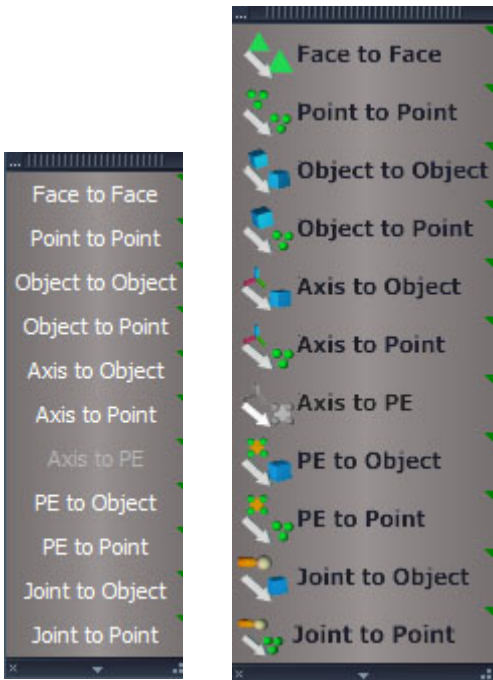 Face to Face
Point to Point
Object to Object
Object to Point
Axis to Object
Axis to Point
Axis to PE
PE to Object
PE to Point
Joint to Object
Joint to Point
Face to Face
Point to Point
Object to Object
Object to Point
Axis to Object
Axis to Point
Axis to PE
PE to Object
PE to Point
Joint to Object
Joint to Point